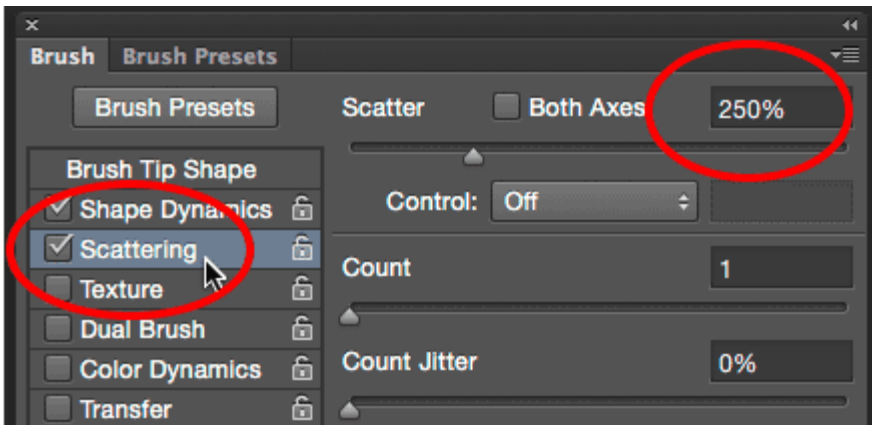 Brush Brush Presets
Brush Presets
Brush Tip Shape
Shape Dynamics
Scattering
Texture
Dual Brush
Color Dynamics
Transfer
Scatter Both Axes 250%
Control: Off
Count 1
Count Jitter 0%